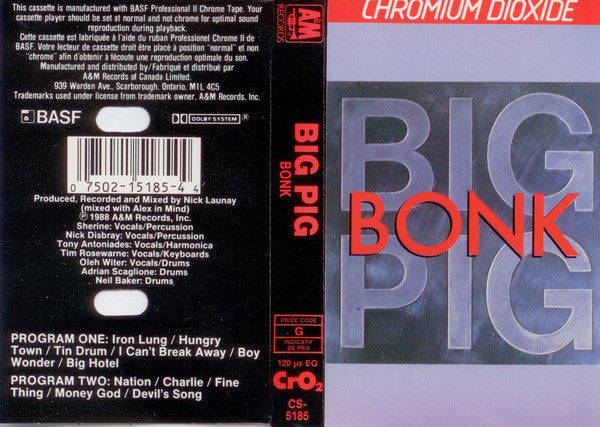 This cassette is manufactured with BASF Professional II Chrome Tape. Your
cassette player should be set at normal and not chrome for optimal sound
reproduction during playback.
Cette cassette est fabriquée à l'aide du ruban Professionnel Chrome II de
BASF. Votre lecteur de cassette droit être placé à position "normal" et non
"chrome" afin d'obtenir à l'écoute une reproduction optimale du son.
Manufactured and distributed by/Fabriqué et distribué par
A&M Records of Canada Limited.
939 Warden Ave., Scarborough, Ontario, M1L 4C5
Trademarks used under license from trademark owner, A&M Records, Inc.
BASF
DOLBY SYSTEM
0 7502-15185-4 4
Produced, Recorded and Mixed by Nick Launay
(mixed with Alex in Mind)
℗ 1988 A&M Records, Inc.
Sherine: Vocals/Percussion
Nick Disbray: Vocals/Percussion
Tony Antoniades: Vocals/Harmonica
Tim Rosewarne: Vocals/Keyboards
Oleh Witer: Vocals/Drums
Adrian Scaglione: Drums
Neil Baker: Drums
PROGRAM ONE: Iron Lung / Hungry
Town / Tin Drum / I Can't Break Away / Boy
Wonder / Big Hotel
PROGRAM TWO: Nation / Charlie / Fine
Thing / Money God / Devil's Song
A&M
RECORDS
BIG PIG
BONK
PRICE CODE
G
INDICATIF
DE PRIX
120 µs EQ
CrO2
CS-
5185
CHROMIUM DIOXIDE
BIG
BONK
PIG